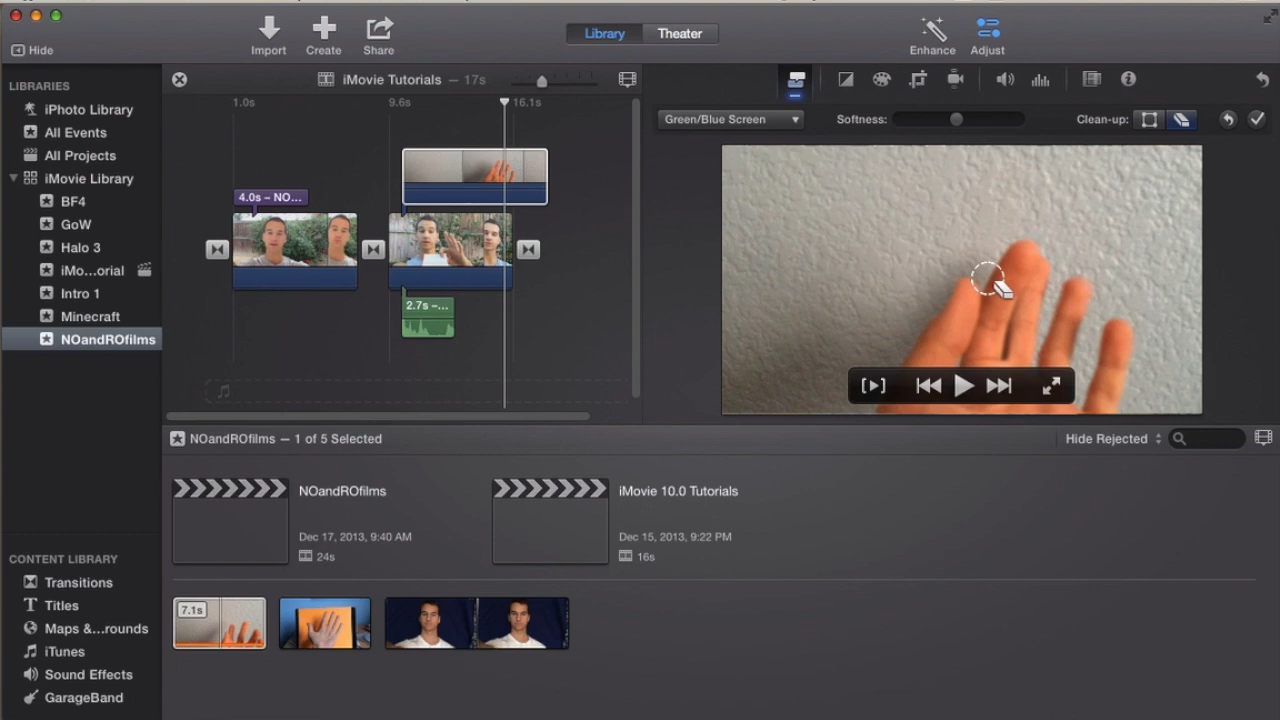 Import
Create
Share
Library
Theater
Enhance
Adjust
Hide
LIBRARIES
iPhoto Library
All Events
All Projects
iMovie Library
BF4
GoW
Halo 3
iMo...orial
Intro 1
Minecraft
NOandROfilms
CONTENT LIBRARY
Transitions
Titles
Maps &...rounds
iTunes
Sound Effects
GarageBand
iMovie Tutorials — 17s
1.0s
9.6s
16.1s
4.0s – NO...
2.7s –...
Green/Blue Screen
Softness:
Clean-up:
NOandROfilms — 1 of 5 Selected
Hide Rejected
NOandROfilms
Dec 17, 2013, 9:40 AM
24s
iMovie 10.0 Tutorials
Dec 15, 2013, 9:22 PM
16s
7.1s